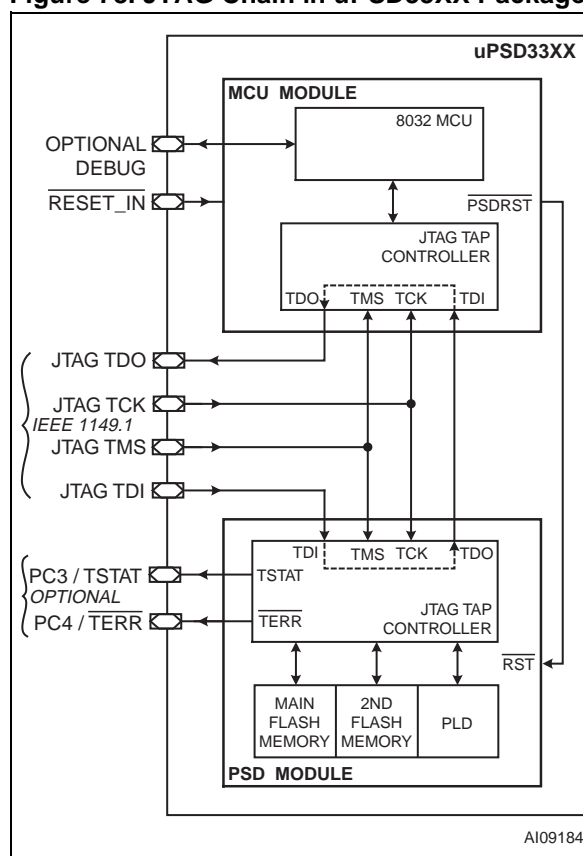 Figure 73. JTAG Chain in uPSD33XX Package
uPSD33XX
MCU MODULE
8032 MCU
OPTIONAL
DEBUG
RESET_IN
PSDRST
JTAG TAP
CONTROLLER
TDO TMS TCK TDI
JTAG TDO
JTAG TCK
IEEE 1149.1
JTAG TMS
JTAG TDI
TDI TMS TCK TDO
PC3 / TSTAT
TSTAT
OPTIONAL
PC4 / TERR
TERR
JTAG TAP
CONTROLLER
RST
MAIN
FLASH
MEMORY
2ND
FLASH
MEMORY
PLD
PSD MODULE
AI09184